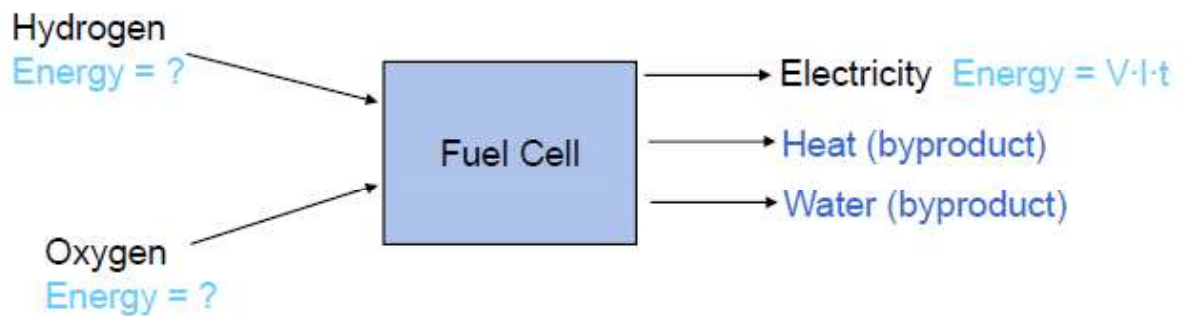 Hydrogen
Energy = ?
Oxygen
Energy = ?
Fuel Cell
Electricity Energy = V·I·t
Heat (byproduct)
Water (byproduct)